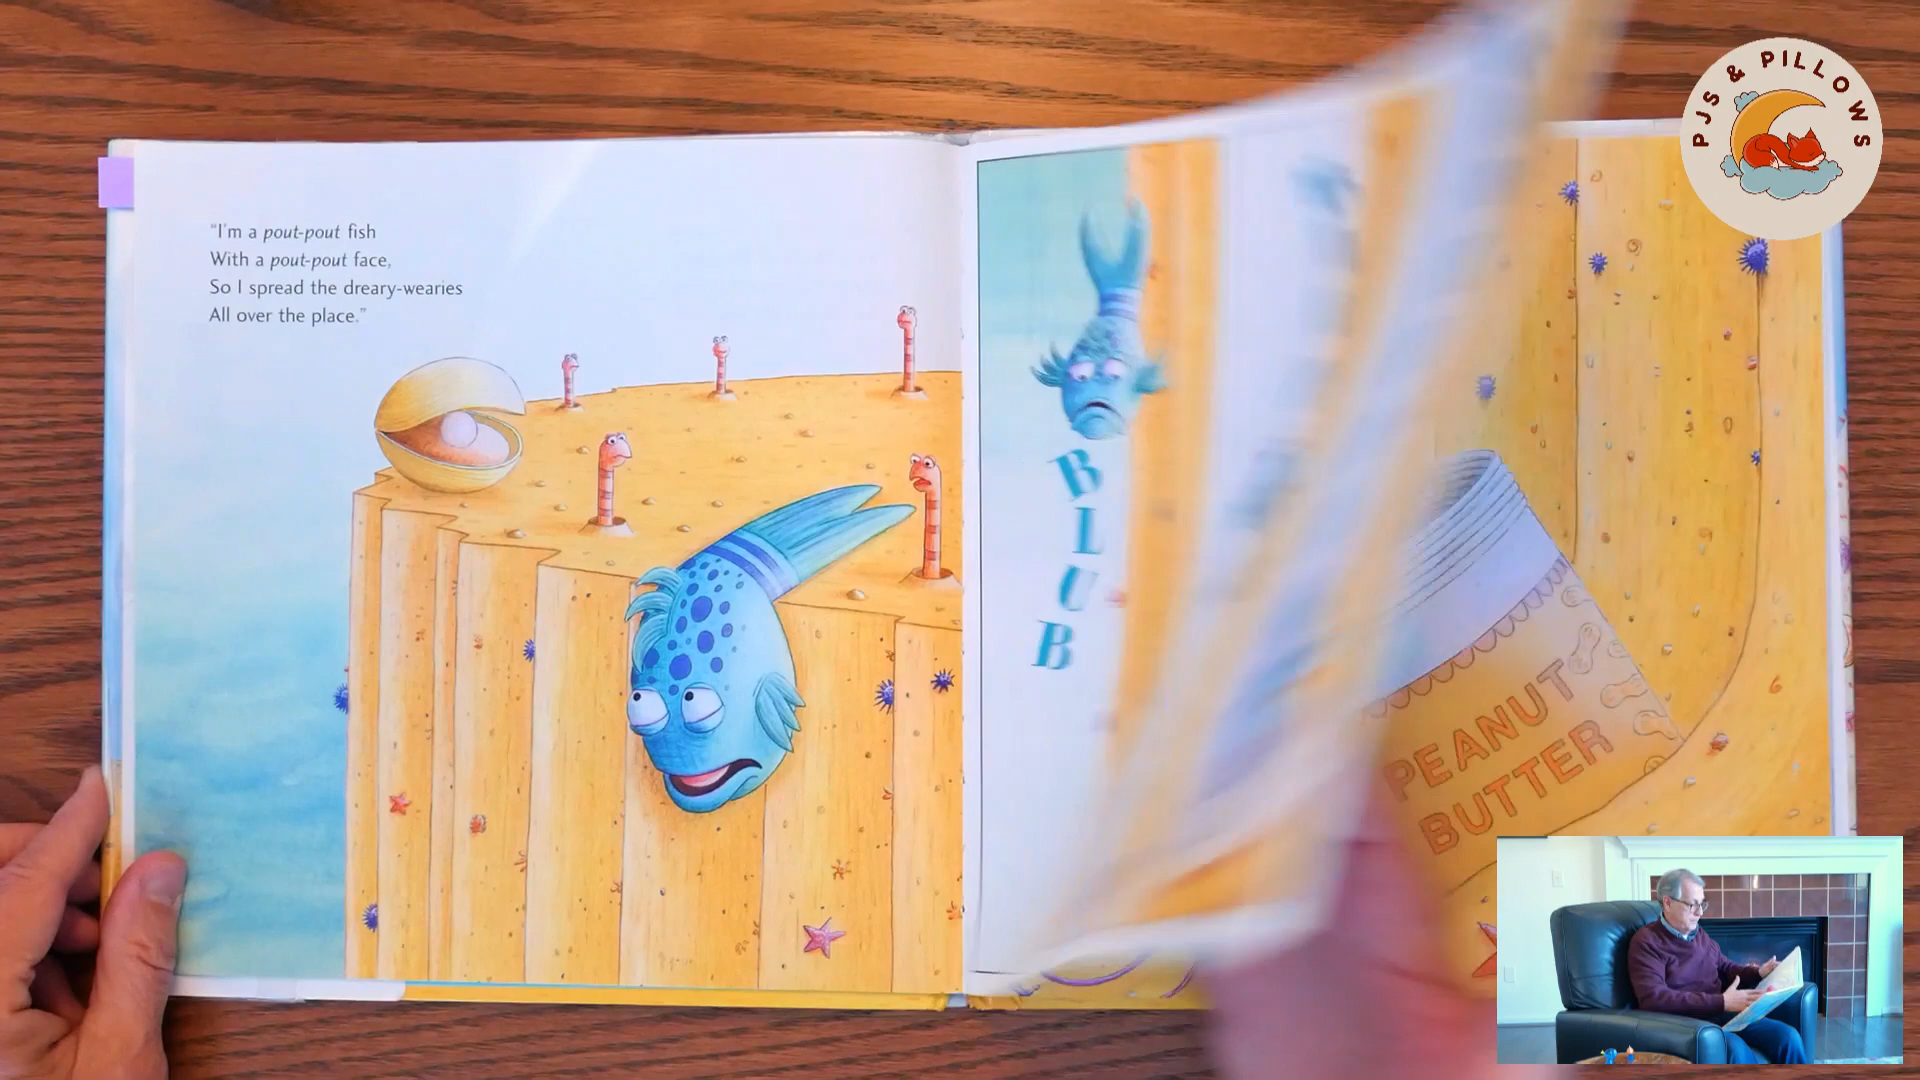 “I’m a pout-pout fish
With a pout-pout face,
So I spread the dreary-wearies
All over the place.”
B
L
U
B
PEANUT
BUTTER
PJS & PILLOWS